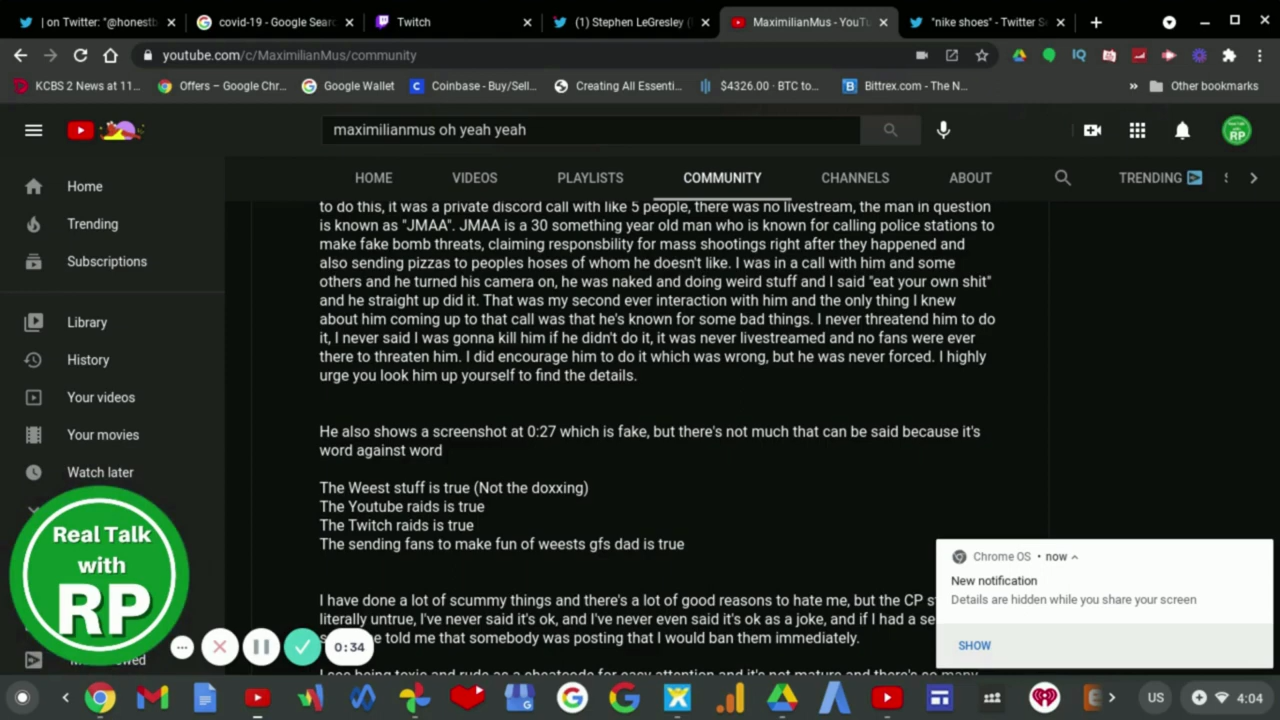 | on Twitter: "@honestb
covid-19 - Google Sear
Twitch
(1) Stephen LeGresley (
MaximilianMus - YouTu
"nike shoes" - Twitter S
youtube.com/c/MaximilianMus/community
KCBS 2 News at 11...
Offers – Google Chr...
Google Wallet
Coinbase - Buy/Sell...
Creating All Essenti...
$4326.00 · BTC to...
Bittrex.com - The N...
» Other bookmarks
maximilianmus oh yeah yeah
Real Talk with RP
HOME
VIDEOS
PLAYLISTS
COMMUNITY
CHANNELS
ABOUT
TRENDING
Home
Trending
Subscriptions
Library
History
Your videos
Your movies
Watch later
to do this, it was a private discord call with like 5 people, there was no livestream, the man in question
is known as "JMAA". JMAA is a 30 something year old man who is known for calling police stations to
make fake bomb threats, claiming responsbility for mass shootings right after they happened and
also sending pizzas to peoples hoses of whom he doesn't like. I was in a call with him and some
others and he turned his camera on, he was naked and doing weird stuff and I said "eat your own shit"
and he straight up did it. That was my second ever interaction with him and the only thing I knew
about him coming up to that call was that he's known for some bad things. I never threatend him to do
it, I never said I was gonna kill him if he didn't do it, it was never livestreamed and no fans were ever
there to threaten him. I did encourage him to do it which was wrong, but he was never forced. I highly
urge you look him up yourself to find the details.
He also shows a screenshot at 0:27 which is fake, but there's not much that can be said because it's
word against word
The Weest stuff is true (Not the doxxing)
The Youtube raids is true
The Twitch raids is true
The sending fans to make fun of weests gfs dad is true
I have done a lot of scummy things and there's a lot of good reasons to hate me, but the CP
literally untrue, I've never said it's ok, and I've never even said it's ok as a joke, and if I had a
told me that somebody was posting that I would ban them immediately.
Real Talk
with
RP
0:34
Chrome OS • now
New notification
Details are hidden while you share your screen
SHOW
US
4:04